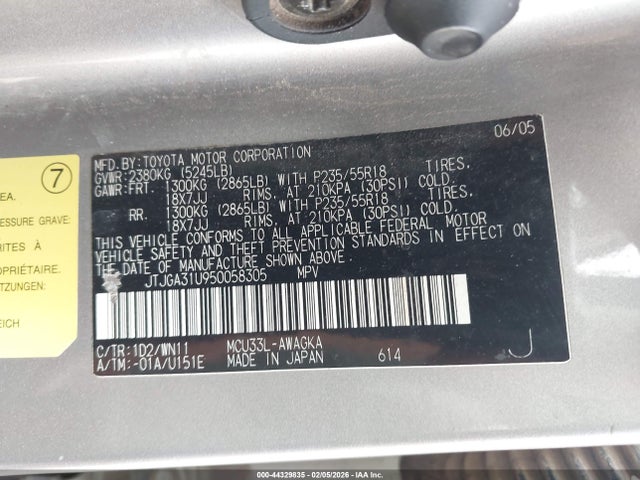 06/05
MFD. BY: TOYOTA MOTOR CORPORATION
GVWR: 2380KG (5245LB)
GAWR: FRT. 1300KG (2865LB) WITH P235/55R18 TIRES.
18X7JJ RIMS. AT 210KPA (30PSI) COLD.
RR. 1300KG (2865LB) WITH P235/55R18 TIRES.
18X7JJ RIMS. AT 210KPA (30PSI) COLD.
THIS VEHICLE CONFORMS TO ALL APPLICABLE FEDERAL MOTOR
VEHICLE SAFETY AND THEFT PREVENTION STANDARDS IN EFFECT ON
THE DATE OF MANUFACTURE SHOWN ABOVE.
JTJGA31U950058305 MPV
C/TR: 1D2/WN11 MCU33L-AWAGKA
A/TM: -01A/U151E MADE IN JAPAN 614 J
7
EA.
ESSURE GRAVE:
RITES À
PROPRIÉTAIRE.
ETZUNGEN:
EICH
000-44329835 - 02/05/2026 - IAA Inc. Copyright